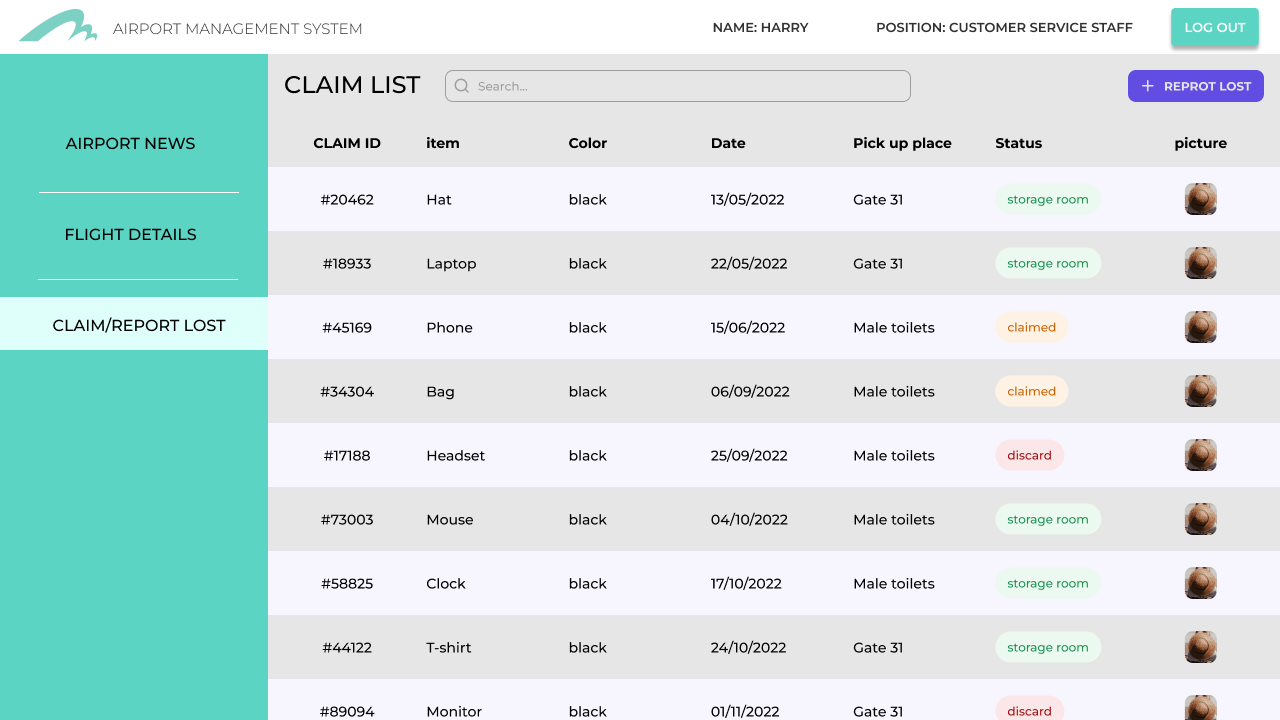 AIRPORT MANAGEMENT SYSTEM NAME: HARRY POSITION: CUSTOMER SERVICE STAFF LOG OUT
CLAIM LIST Search... REPROT LOST
AIRPORT NEWS
FLIGHT DETAILS
CLAIM/REPORT LOST
CLAIM ID item Color Date Pick up place Status picture
#20462 Hat black 13/05/2022 Gate 31 storage room
#18933 Laptop black 22/05/2022 Gate 31 storage room
#45169 Phone black 15/06/2022 Male toilets claimed
#34304 Bag black 06/09/2022 Male toilets claimed
#17188 Headset black 25/09/2022 Male toilets discard
#73003 Mouse black 04/10/2022 Male toilets storage room
#58825 Clock black 17/10/2022 Male toilets storage room
#44122 T-shirt black 24/10/2022 Gate 31 storage room
#89094 Monitor black 01/11/2022 Gate 31 discard